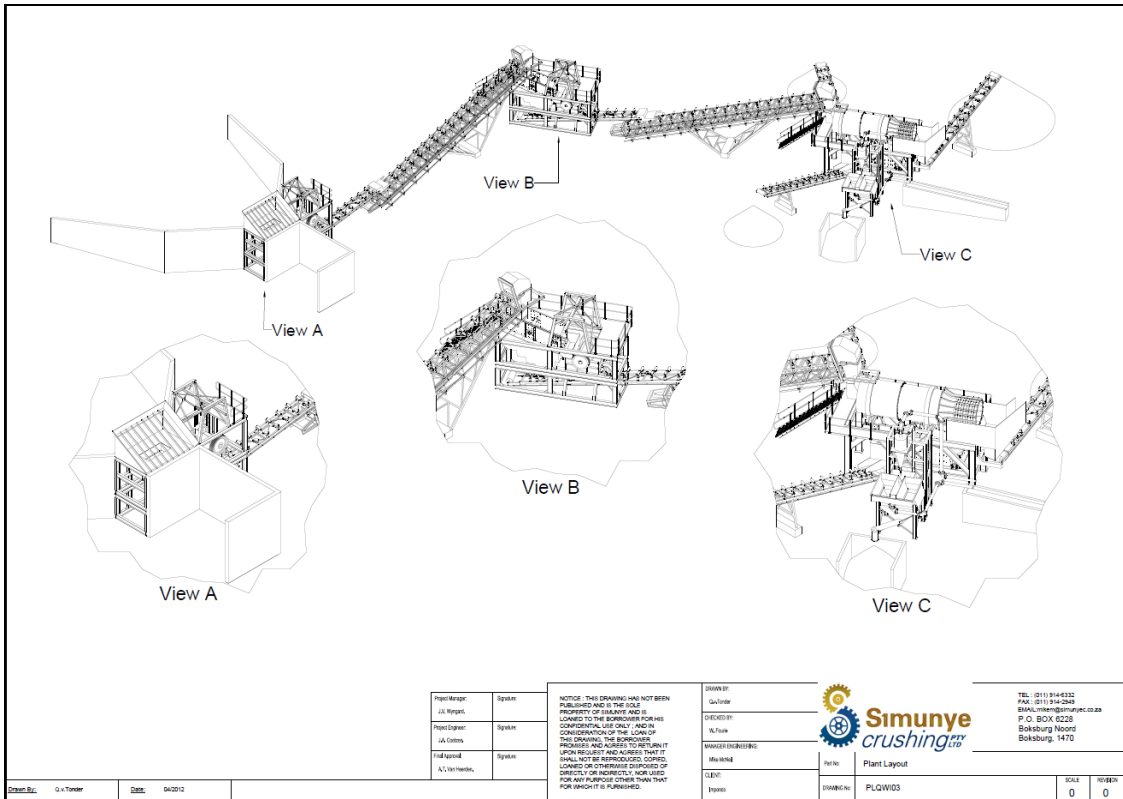 View B
View C
View A
View B
View A
View C
Project Manager:
Signature:
J.V. Wyngard.
Project Engineer:
Signature:
J.A. Coetzee.
Final Approval:
Signature:
A.T. Van Heerden.
NOTICE : THIS DRAWING HAS NOT BEEN
PUBLISHED AND IS THE SOLE
PROPERTY OF SIMUNYE AND IS
LOANED TO THE BORROWER FOR HIS
CONFIDENTIAL USE ONLY ; AND IN
CONSIDERATION OF THE LOAN OF
THIS DRAWING, THE BORROWER
PROMISES AND AGREES TO RETURN IT
UPON REQUEST AND AGREES THAT IT
SHALL NOT BE REPRODUCED, COPIED,
LOANED OR OTHERWISE DISPOSED OF
DIRECTLY OR INDIRECTLY, NOR USED
FOR ANY PURPOSE OTHER THAN THAT
FOR WHICH IT IS FURNISHED.
DRAWN BY:
Q.v.Tonder
CHECKED BY:
W. Fourie
MANAGER ENGINEERING:
Mike McNeil
CLIENT:
Simunye
crushing PTY LTD
TEL : (011) 914-6332
FAX : (011) 914-2949
EMAIL:mikem@simunyec.co.za
P.O. BOX 6228
Boksburg Noord
Boksburg, 1470
Part No:
Plant Layout
DRAWING No:
PLQWI03
SCALE
0
REVISION
0
Drawn By:
Q.v.Tonder
Date:
04/2012